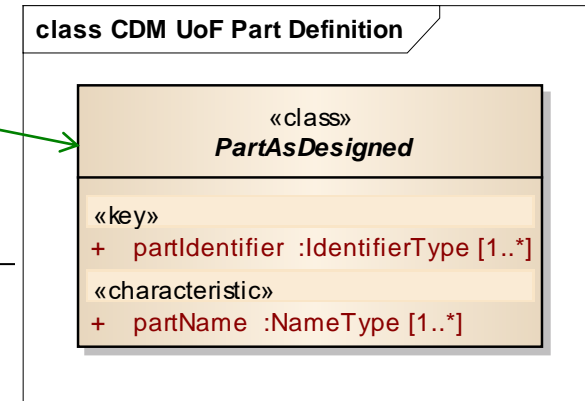 class CDM UoF Part Definition
«class»
PartAsDesigned
«key»
+ partIdentifier :IdentifierType [1..*]
«characteristic»
+ partName :NameType [1..*]